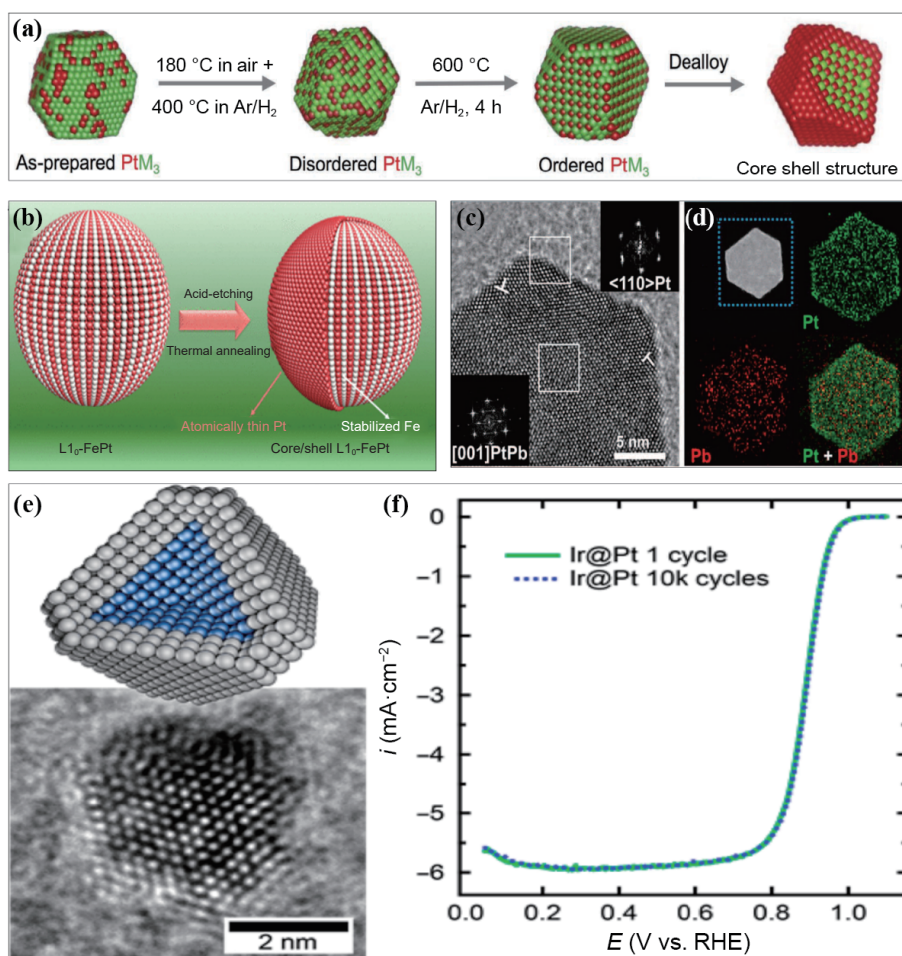 (a)
180 °C in air +
400 °C in Ar/H₂
600 °C
Ar/H₂, 4 h
Dealloy
As-prepared PtM₃
Disordered PtM₃
Ordered PtM₃
Core shell structure
(b)
Acid-etching
Thermal annealing
Atomically thin Pt
Stabilized Fe
L1₀-FePt
Core/shell L1₀-FePt
(c)
<110>Pt
[001]PtPb
5 nm
(d)
Pt
Pb
Pt + Pb
(e)
2 nm
(f)
Ir@Pt 1 cycle
Ir@Pt 10k cycles
i (mA·cm⁻²)
0
−1
−2
−3
−4
−5
−6
0.0 0.2 0.4 0.6 0.8 1.0
E (V vs. RHE)